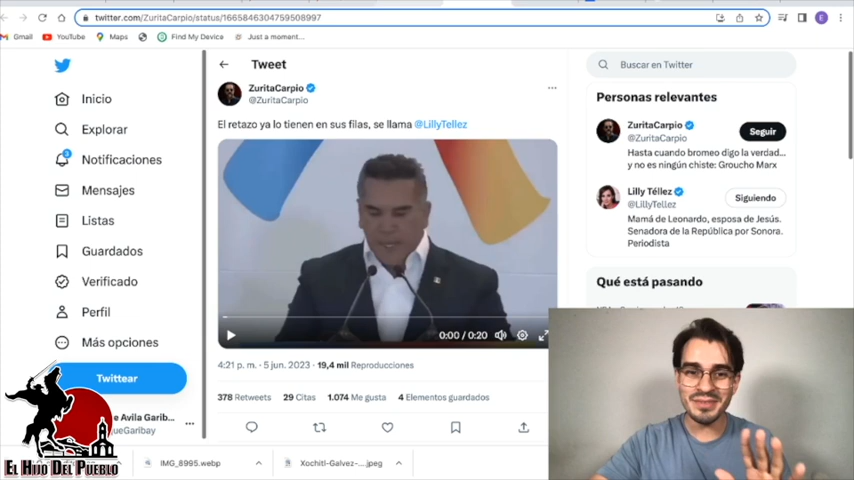 twitter.com/ZuritaCarpio/status/1665846304759508997
Gmail
YouTube
Maps
Find My Device
Just a moment...
Tweet
Buscar en Twitter
ZuritaCarpio
@ZuritaCarpio
El retazo ya lo tienen en sus filas, se llama @LillyTellez
Inicio
Explorar
Notificaciones
Mensajes
Listas
Guardados
Verificado
Perfil
Más opciones
Twittear
0:00 / 0:20
4:21 p. m. · 5 jun. 2023 · 19,4 mil Reproducciones
378 Retweets 29 Citas 1.074 Me gusta 4 Elementos guardados
Personas relevantes
ZuritaCarpio
@ZuritaCarpio
Seguir
Hasta cuando bromeo digo la verdad...
y no es ningún chiste: Groucho Marx
Lilly Téllez
@LillyTellez
Siguiendo
Mamá de Leonardo, esposa de Jesús.
Senadora de la República por Sonora.
Periodista
Qué está pasando
e Avila Garib...
gueGaribay
EL HIJO DEL PUEBLO
IMG_8995.webp
Xochitl-Galvez-....jpeg